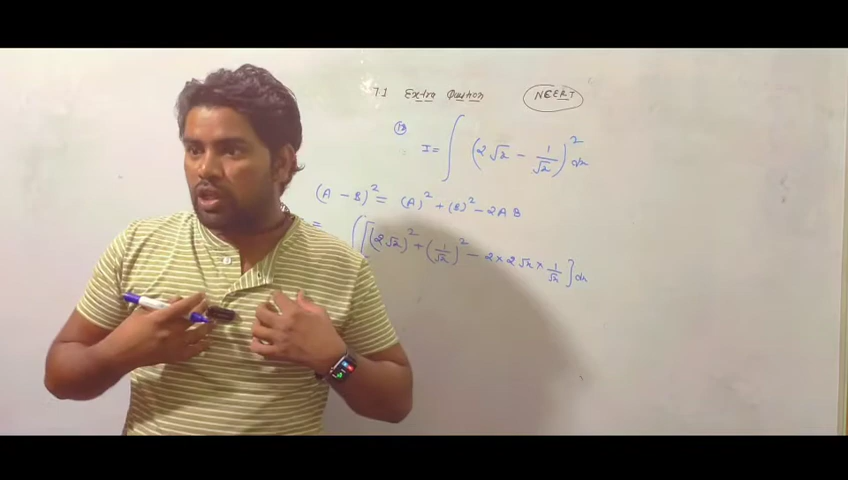 7.1 Extra Question NCERT
(13) I = ∫ (2√x − 1/√x)² dx
(A − B)² = (A)² + (B)² − 2AB
= ∫ [(2√x)² + (1/√x)² − 2 × 2√x × 1/√x] dx